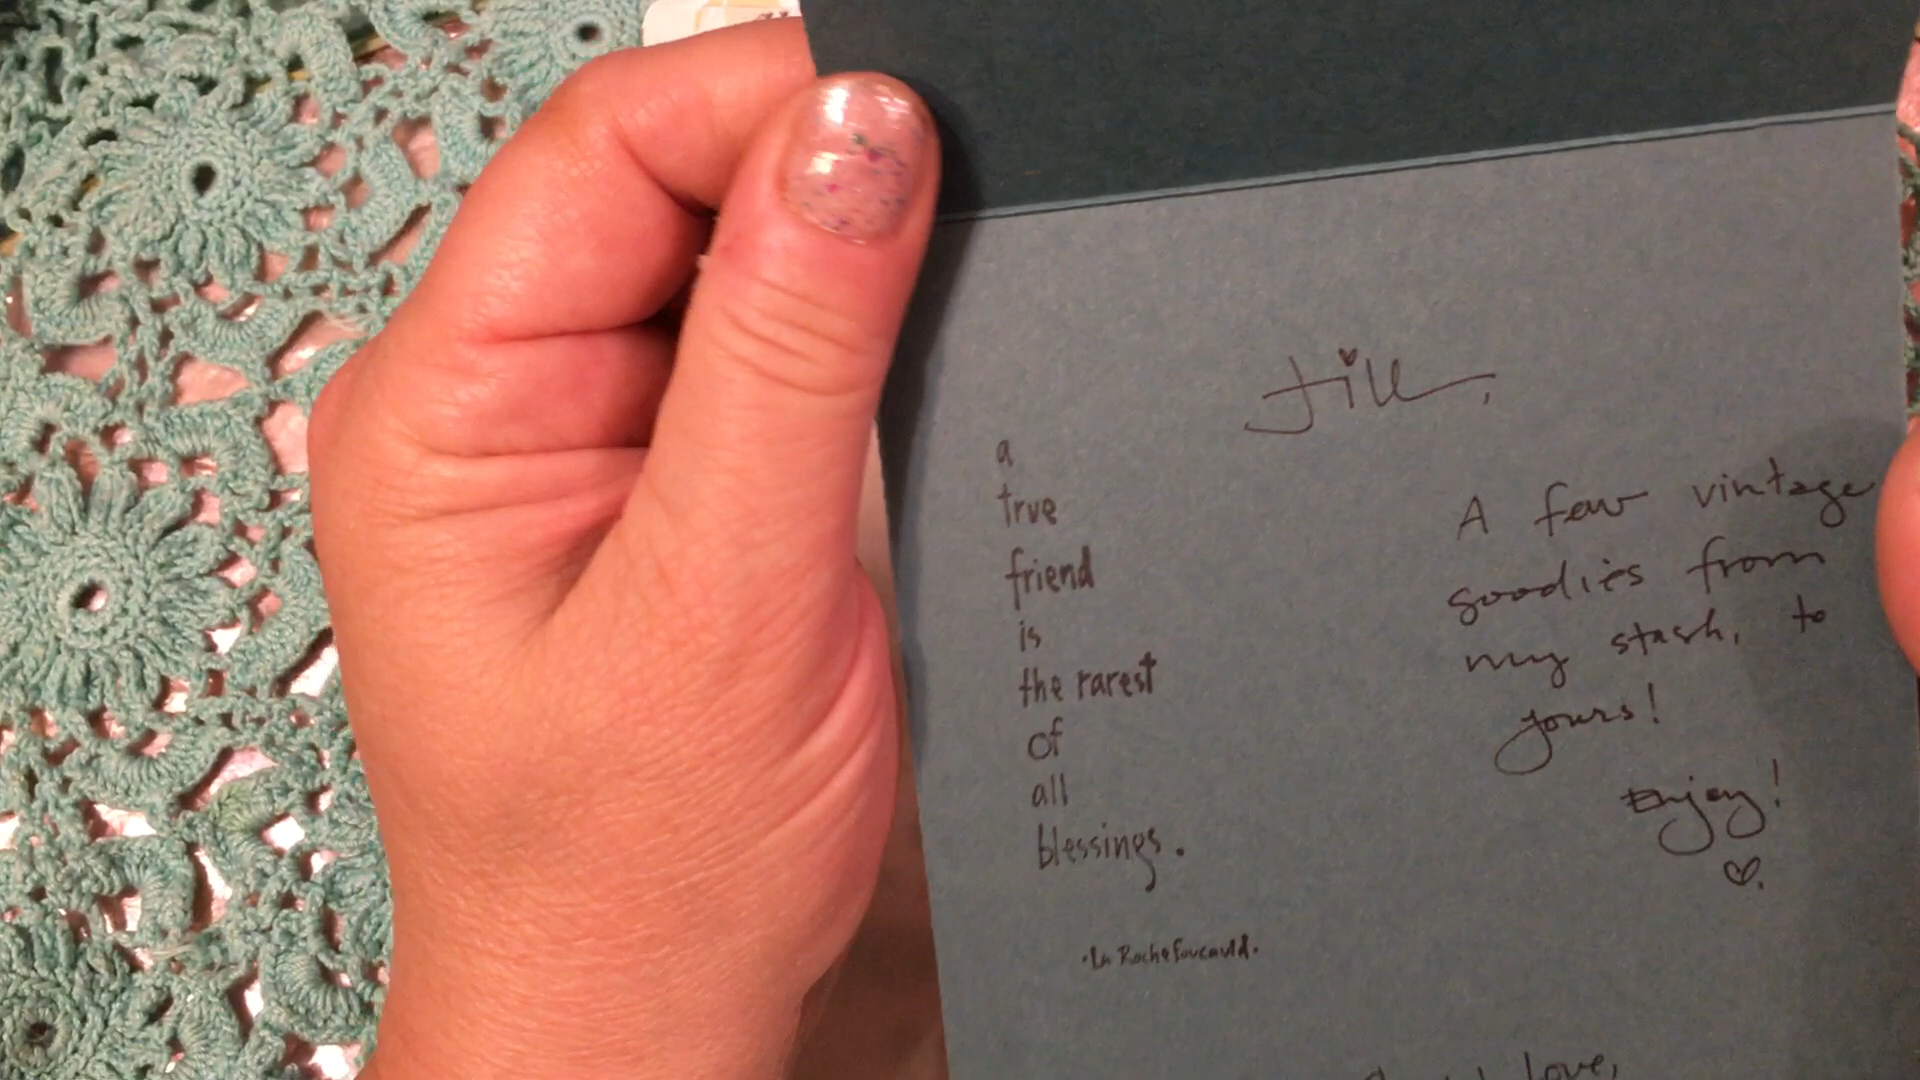 Jill,
a
true
friend
is
the rarest
of
all
blessings.
·La Rochefoucauld.
A few vintage
goodies from
my stash, to
yours!
Enjoy!
love,